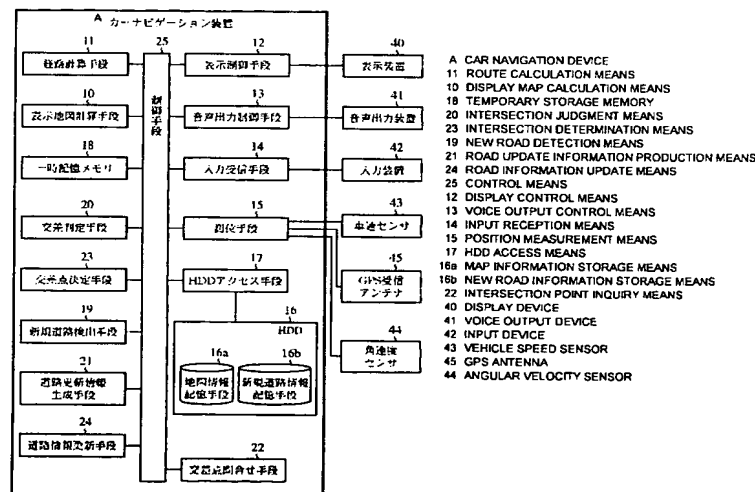 A カーナビゲーション装置
11
経路計算手段
10
表示地図計算手段
18
一時記憶メモリ
20
交差判定手段
23
交差点決定手段
19
新規道路検出手段
21
道路更新情報
生成手段
24
道路情報更新手段
25
制御手段
12
表示制御手段
13
音声出力制御手段
14
入力受信手段
15
測位手段
17
HDDアクセス手段
16
HDD
16a
地図情報
記憶手段
16b
新規道路情報
記憶手段
22
交差点問合せ手段
40
表示装置
41
音声出力装置
42
入力装置
43
車速センサ
45
GPS受信
アンテナ
44
角速度
センサ
A CAR NAVIGATION DEVICE
11 ROUTE CALCULATION MEANS
10 DISPLAY MAP CALCULATION MEANS
18 TEMPORARY STORAGE MEMORY
20 INTERSECTION JUDGMENT MEANS
23 INTERSECTION DETERMINATION MEANS
19 NEW ROAD DETECTION MEANS
21 ROAD UPDATE INFORMATION PRODUCTION MEANS
24 ROAD INFORMATION UPDATE MEANS
25 CONTROL MEANS
12 DISPLAY CONTROL MEANS
13 VOICE OUTPUT CONTROL MEANS
14 INPUT RECEPTION MEANS
15 POSITION MEASUREMENT MEANS
17 HDD ACCESS MEANS
16a MAP INFORMATION STORAGE MEANS
16b NEW ROAD INFORMATION STORAGE MEANS
22 INTERSECTION POINT INQUIRY MEANS
40 DISPLAY DEVICE
41 VOICE OUTPUT DEVICE
42 INPUT DEVICE
43 VEHICLE SPEED SENSOR
45 GPS ANTENNA
44 ANGULAR VELOCITY SENSOR